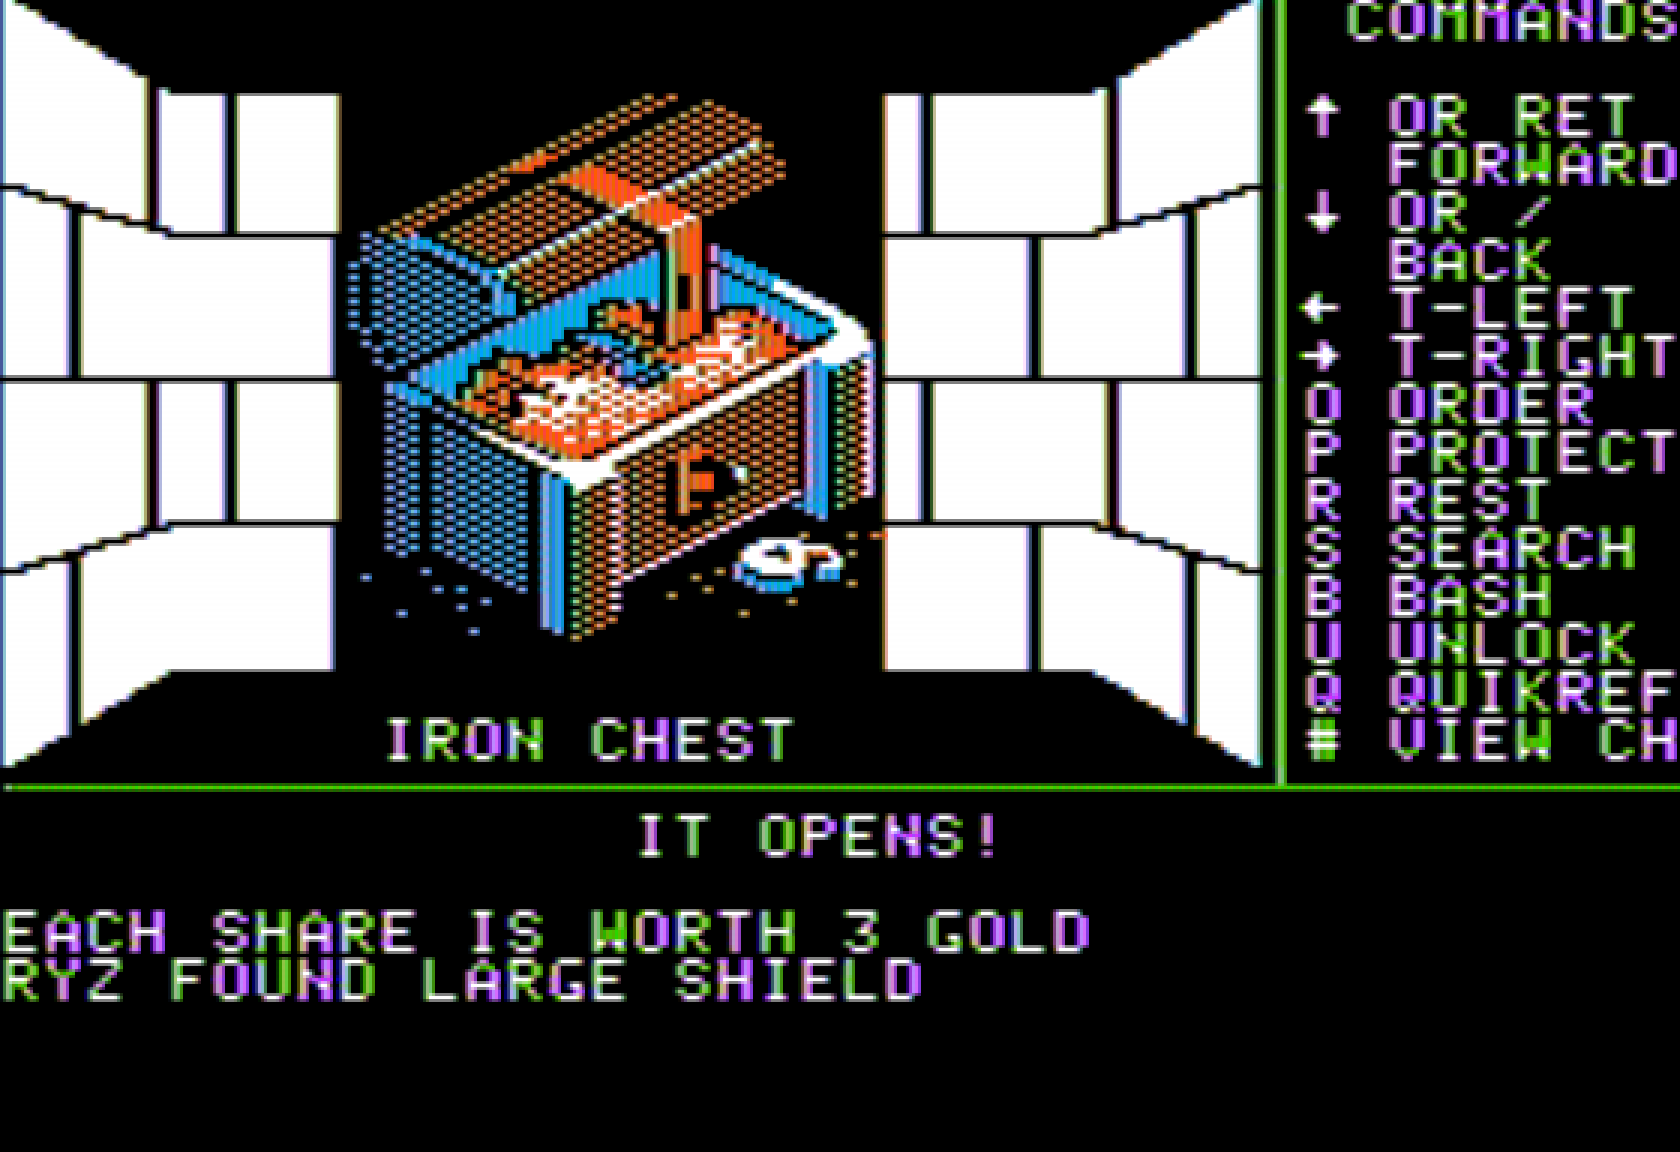 COMMANDS
↑ OR RET
FORWARD
↓ OR /
BACK
← T-LEFT
→ T-RIGHT
O ORDER
P PROTECT
R REST
S SEARCH
B BASH
U UNLOCK
Q QUIKREF
# VIEW CH
IRON CHEST
IT OPENS!
EACH SHARE IS WORTH 3 GOLD
RYZ FOUND LARGE SHIELD